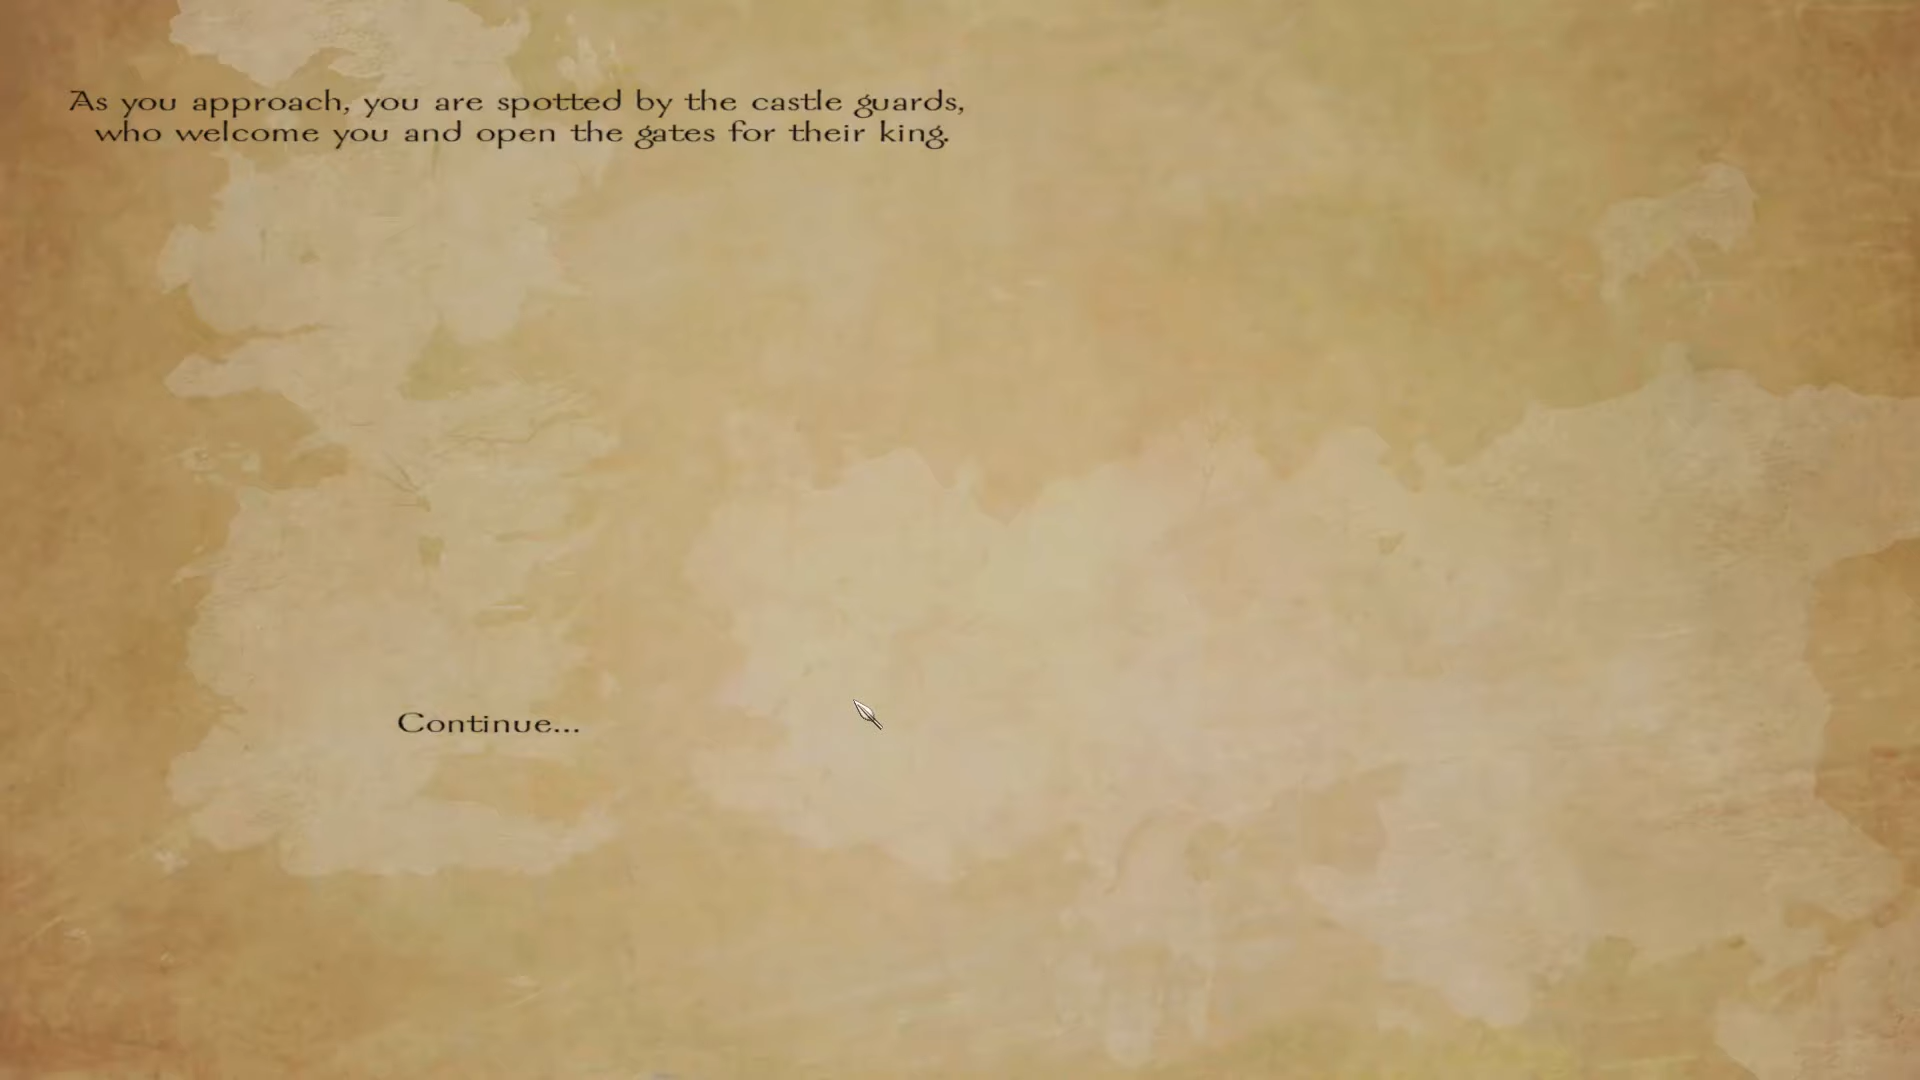 As you approach, you are spotted by the castle guards,
who welcome you and open the gates for their king.
Continue...